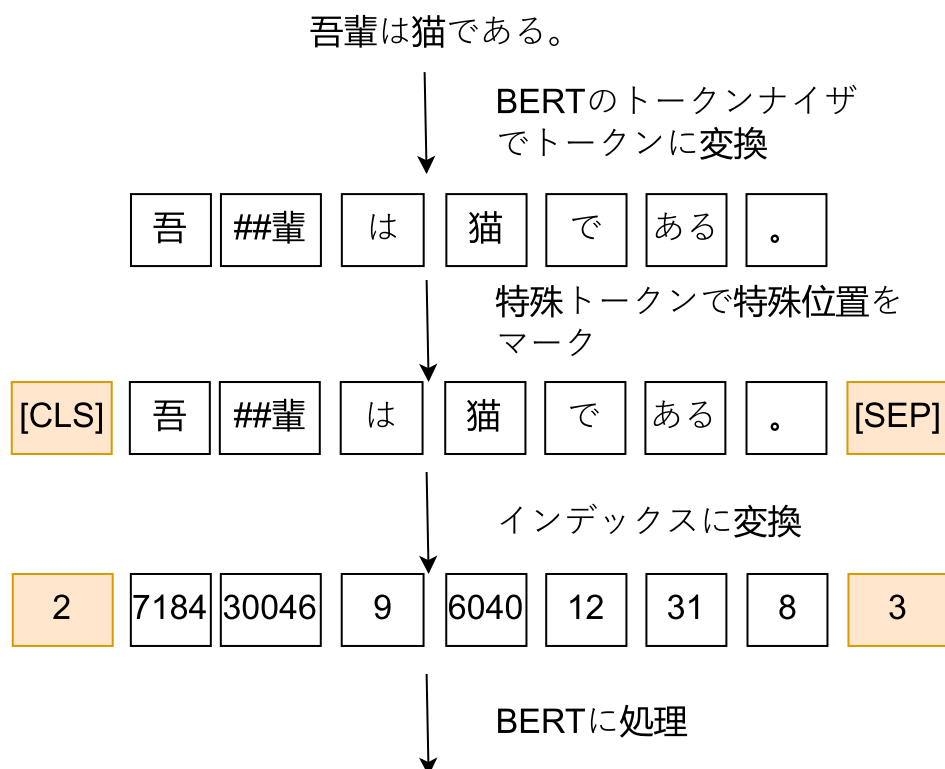 吾輩は猫である。
BERTのトークンナイザ
でトークンに変換
吾 ##輩 は 猫 で ある 。
特殊トークンで特殊位置を
マーク
[CLS] 吾 ##輩 は 猫 で ある 。 [SEP]
インデックスに変換
2 7184 30046 9 6040 12 31 8 3
BERTに処理